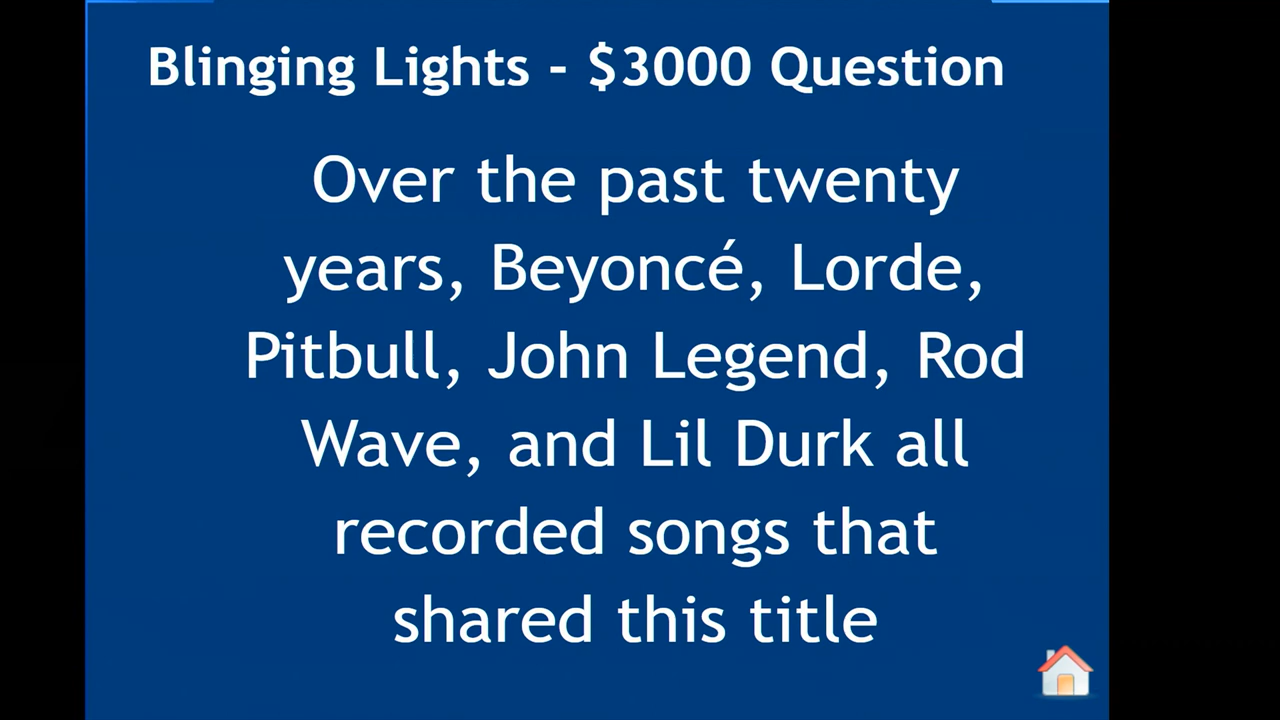 Blinging Lights - $3000 Question
Over the past twenty
years, Beyoncé, Lorde,
Pitbull, John Legend, Rod
Wave, and Lil Durk all
recorded songs that
shared this title